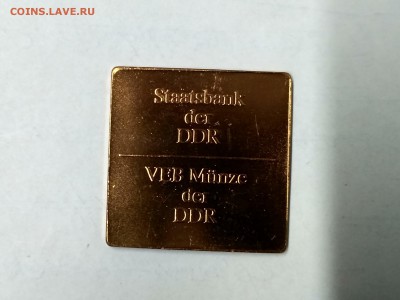 COINS.LAVE.RU
Staatsbank
der
DDR
VEB Münze
der
DDR